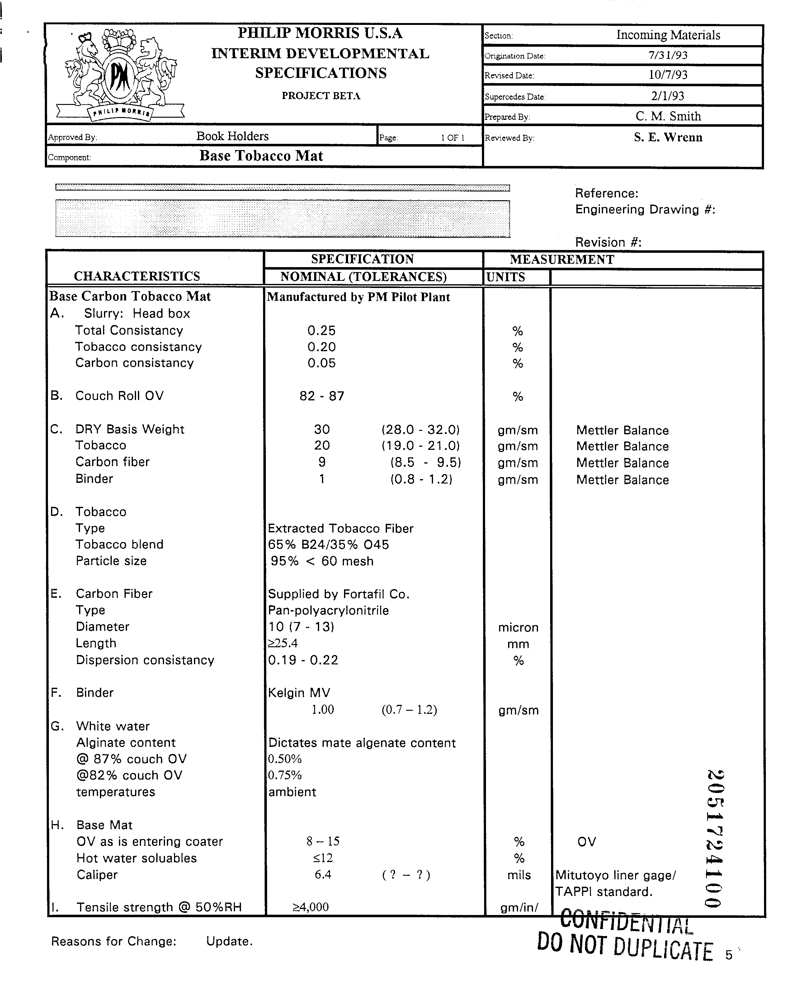 PHILIP MORRIS U.S.A
INTERIM DEVELOPMENTAL
SPECIFICATIONS
PROJECT BETA
PM
PHILIP MORRIS
Section: Incoming Materials
Origination Date: 7/31/93
Revised Date: 10/7/93
Supercedes Date 2/1/93
Prepared By: C. M. Smith
Approved By: Book Holders Page: 1 OF 1 Reviewed By: S. E. Wrenn
Component: Base Tobacco Mat
Reference:
Engineering Drawing #:
Revision #:
SPECIFICATION MEASUREMENT
CHARACTERISTICS NOMINAL (TOLERANCES) UNITS
Base Carbon Tobacco Mat Manufactured by PM Pilot Plant
A. Slurry: Head box
Total Consistancy 0.25 %
Tobacco consistancy 0.20 %
Carbon consistancy 0.05 %
B. Couch Roll OV 82 - 87 %
C. DRY Basis Weight 30 (28.0 - 32.0) gm/sm Mettler Balance
Tobacco 20 (19.0 - 21.0) gm/sm Mettler Balance
Carbon fiber 9 (8.5 - 9.5) gm/sm Mettler Balance
Binder 1 (0.8 - 1.2) gm/sm Mettler Balance
D. Tobacco
Type Extracted Tobacco Fiber
Tobacco blend 65% B24/35% O45
Particle size 95% < 60 mesh
E. Carbon Fiber Supplied by Fortafil Co.
Type Pan-polyacrylonitrile
Diameter 10 (7 - 13) micron
Length ≥25.4 mm
Dispersion consistancy 0.19 - 0.22 %
F. Binder Kelgin MV
1.00 (0.7 – 1.2) gm/sm
G. White water
Alginate content Dictates mate algenate content
@ 87% couch OV 0.50%
@82% couch OV 0.75%
temperatures ambient
H. Base Mat
OV as is entering coater 8 – 15 % OV
Hot water soluables ≤12 %
Caliper 6.4 ( ? – ? ) mils Mitutoyo liner gage/
TAPPI standard.
I. Tensile strength @ 50%RH ≥4,000 gm/in/
2051724100
Reasons for Change: Update.
CONFIDENTIAL
DO NOT DUPLICATE 5